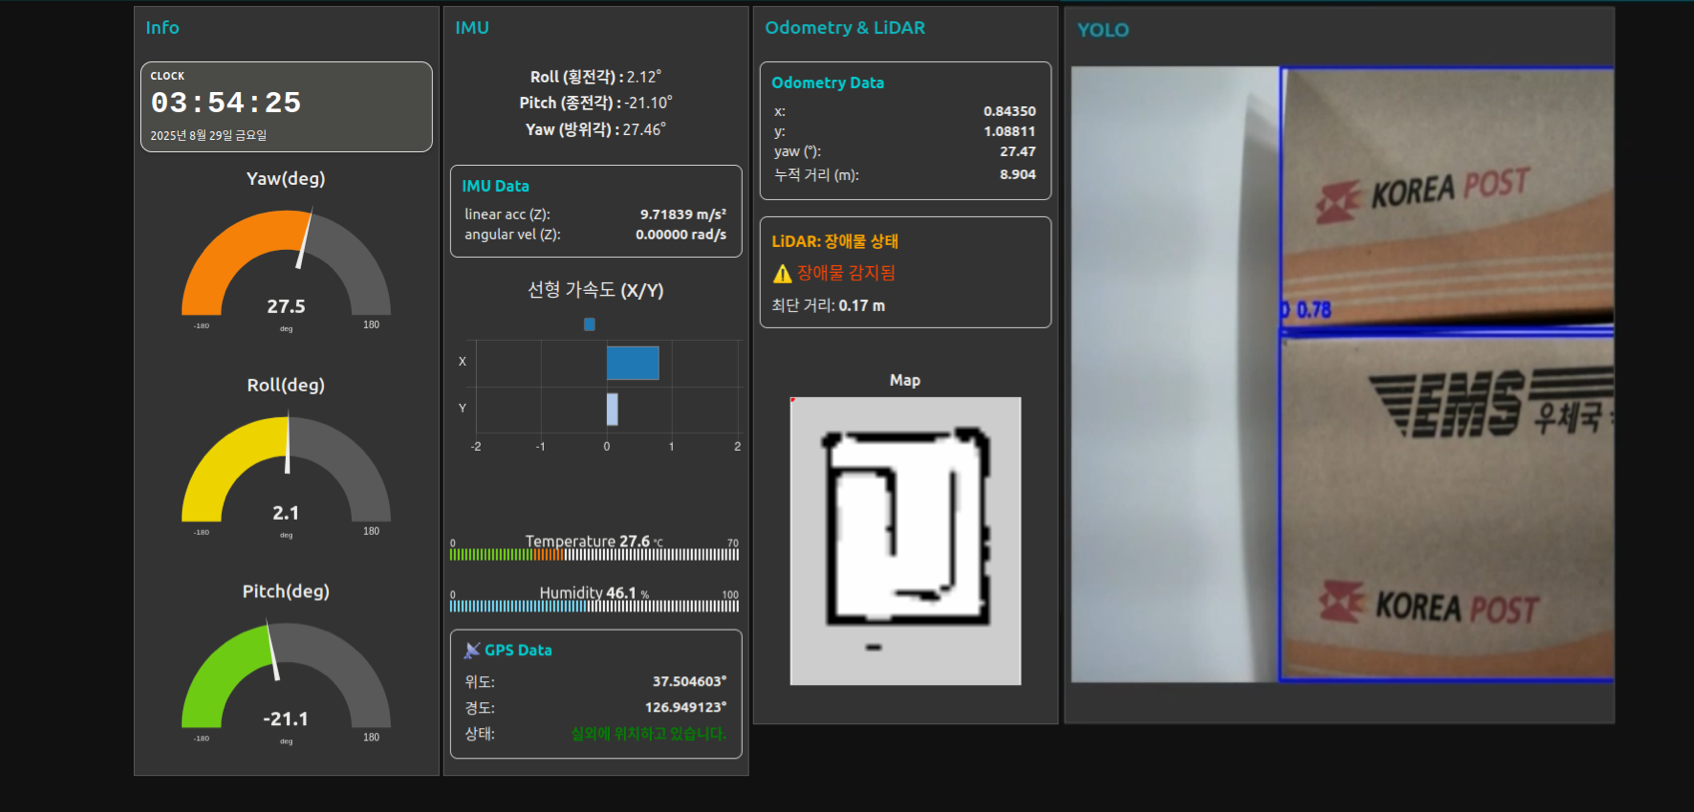 Info
CLOCK
03:54:25
2025년 8월 29일 금요일
Yaw(deg)
27.5
-180
deg
180
Roll(deg)
2.1
-180
deg
180
Pitch(deg)
-21.1
-180
deg
180
IMU
Roll (횡전각) : 2.12°
Pitch (종전각) : -21.10°
Yaw (방위각) : 27.46°
IMU Data
linear acc (Z): 9.71839 m/s²
angular vel (Z): 0.00000 rad/s
선형 가속도 (X/Y)
X
Y
-2 -1 0 1 2
Temperature 27.6 °C
0 70
Humidity 46.1 %
0 100
GPS Data
위도: 37.504603°
경도: 126.949123°
상태: 실외에 위치하고 있습니다.
Odometry & LiDAR
Odometry Data
x: 0.84350
y: 1.08811
yaw (°): 27.47
누적 거리 (m): 8.904
LiDAR: 장애물 상태
장애물 감지됨
최단 거리: 0.17 m
Map
YOLO
KOREA POST
0.78
EMS 우체국
KOREA POST